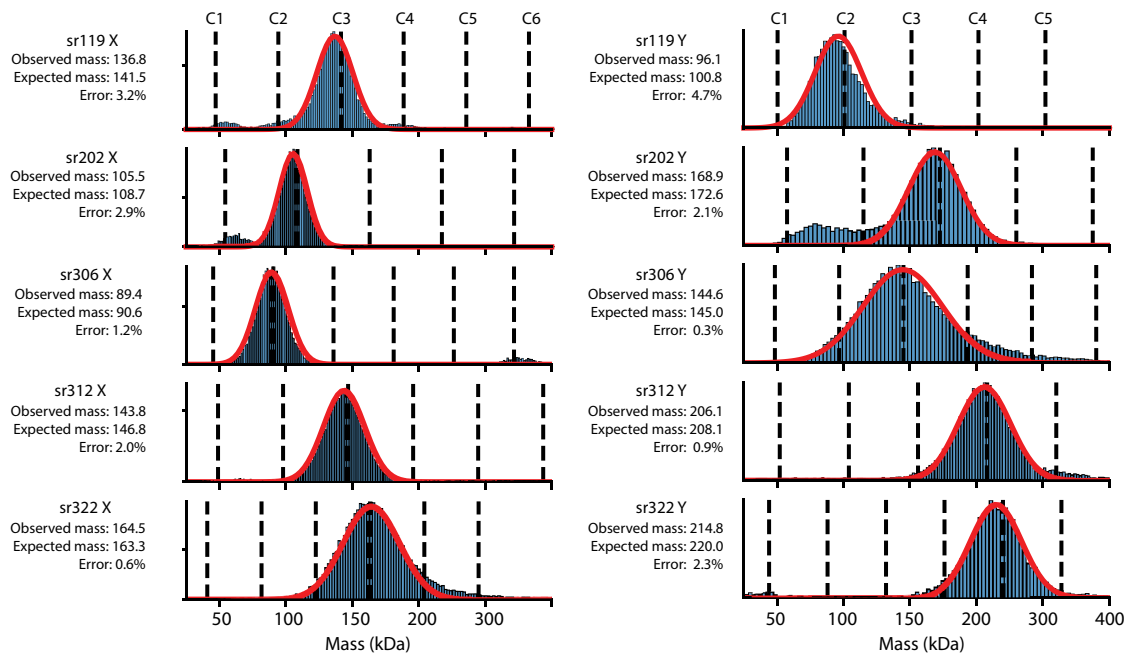 C1 C2 C3 C4 C5 C6
sr119 X
Observed mass: 136.8
Expected mass: 141.5
Error: 3.2%
sr202 X
Observed mass: 105.5
Expected mass: 108.7
Error: 2.9%
sr306 X
Observed mass: 89.4
Expected mass: 90.6
Error: 1.2%
sr312 X
Observed mass: 143.8
Expected mass: 146.8
Error: 2.0%
sr322 X
Observed mass: 164.5
Expected mass: 163.3
Error: 0.6%
50 100 150 200 300
Mass (kDa)
C1 C2 C3 C4 C5
sr119 Y
Observed mass: 96.1
Expected mass: 100.8
Error: 4.7%
sr202 Y
Observed mass: 168.9
Expected mass: 172.6
Error: 2.1%
sr306 Y
Observed mass: 144.6
Expected mass: 145.0
Error: 0.3%
sr312 Y
Observed mass: 206.1
Expected mass: 208.1
Error: 0.9%
sr322 Y
Observed mass: 214.8
Expected mass: 220.0
Error: 2.3%
50 100 150 200 300 400
Mass (kDa)